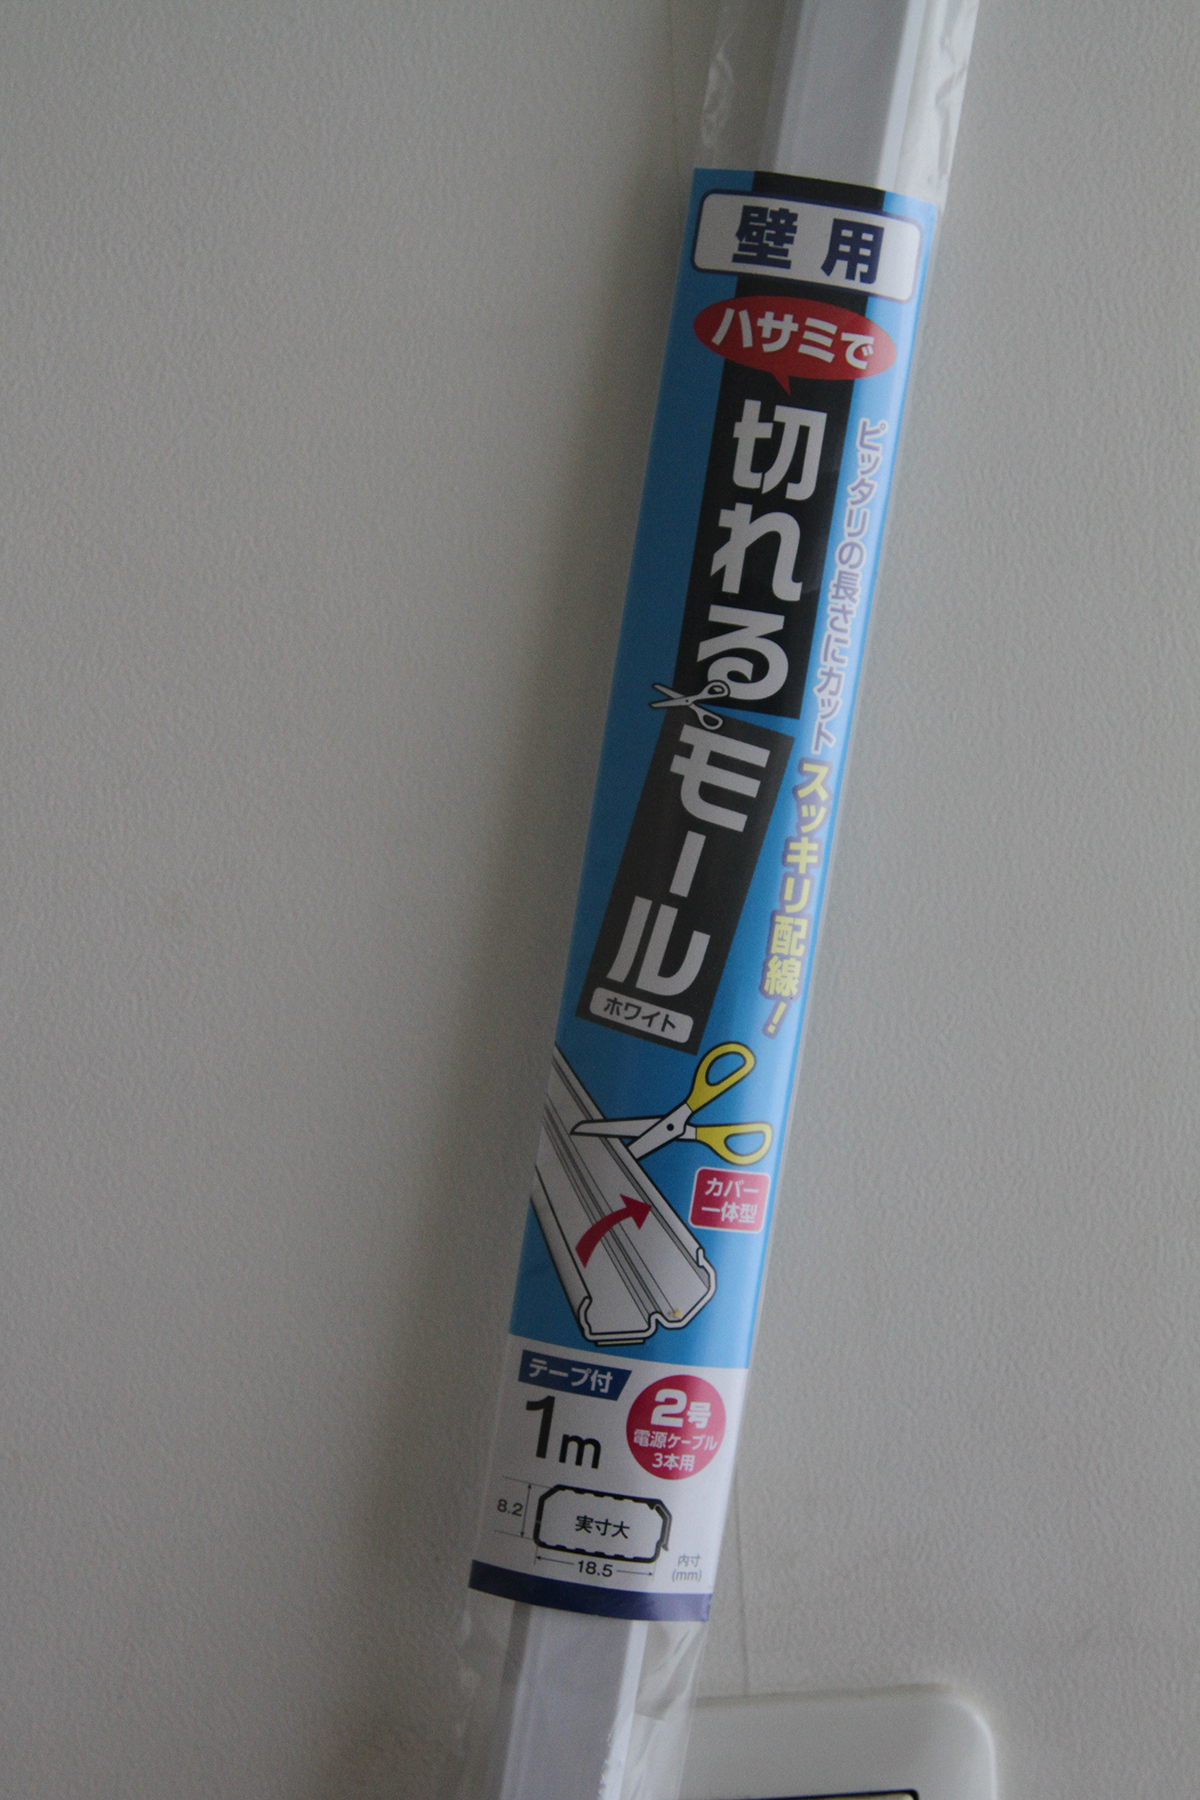 壁用
ハサミで
切れる
モール
ホワイト
ピッタリの長さにカット
スッキリ配線！
カバー
一体型
テープ付
1m
2号
電源ケーブル
3本用
8.2
実寸大
18.5
内寸
(mm)